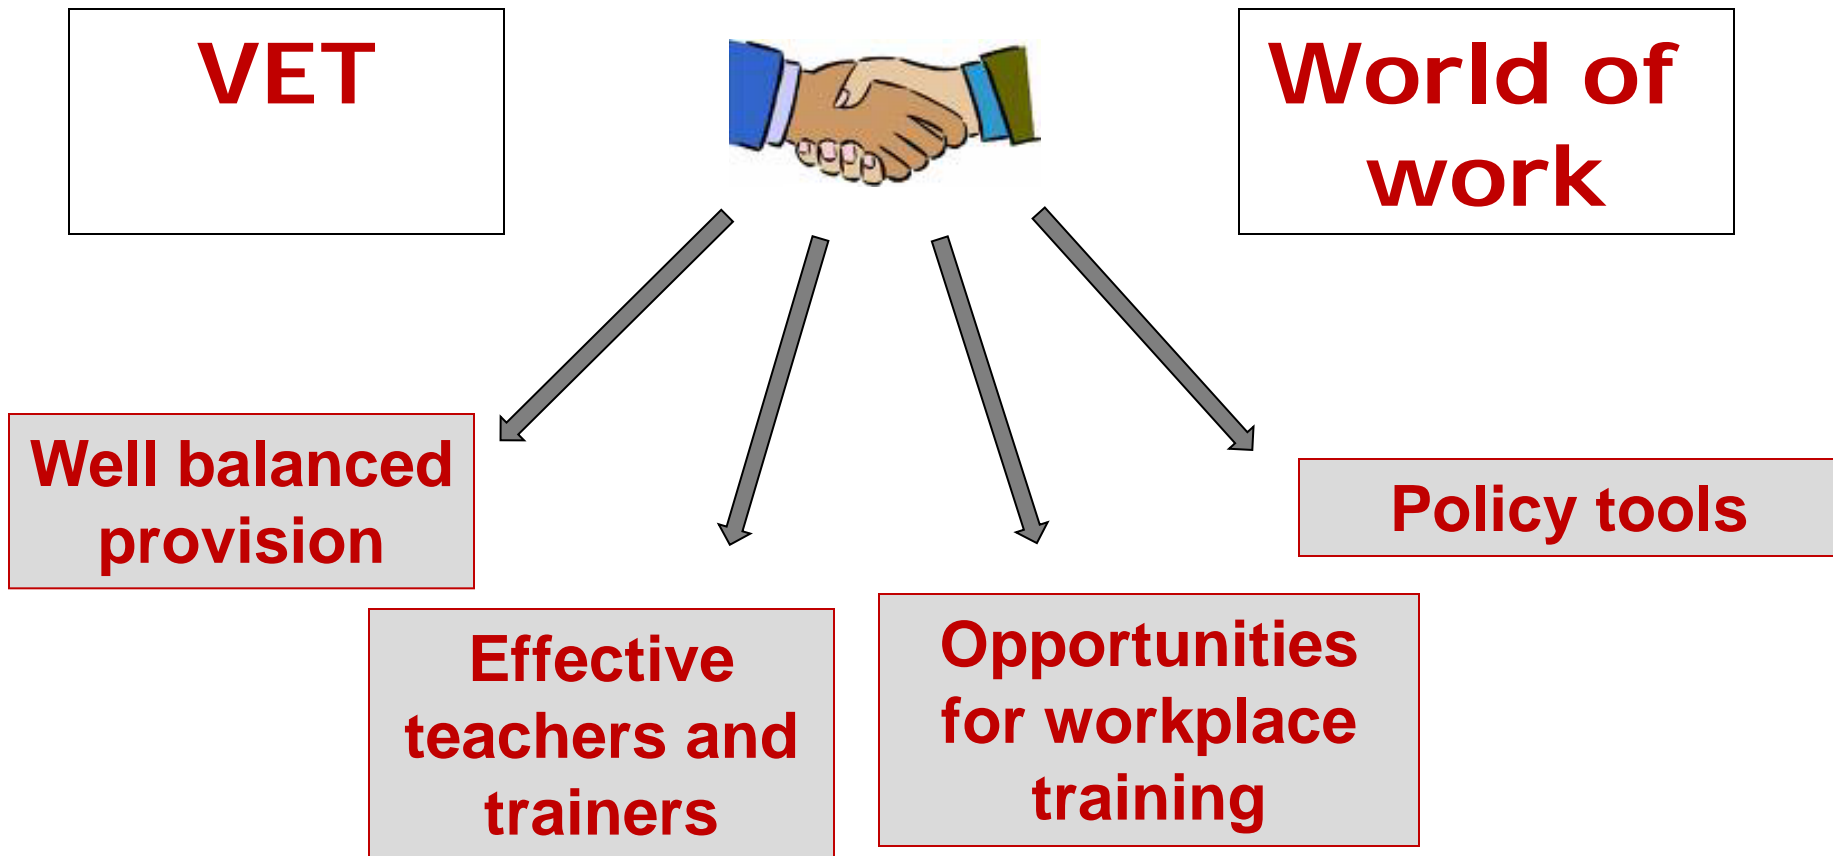 VET
World of
work
Well balanced
provision
Effective
teachers and
trainers
Opportunities
for workplace
training
Policy tools